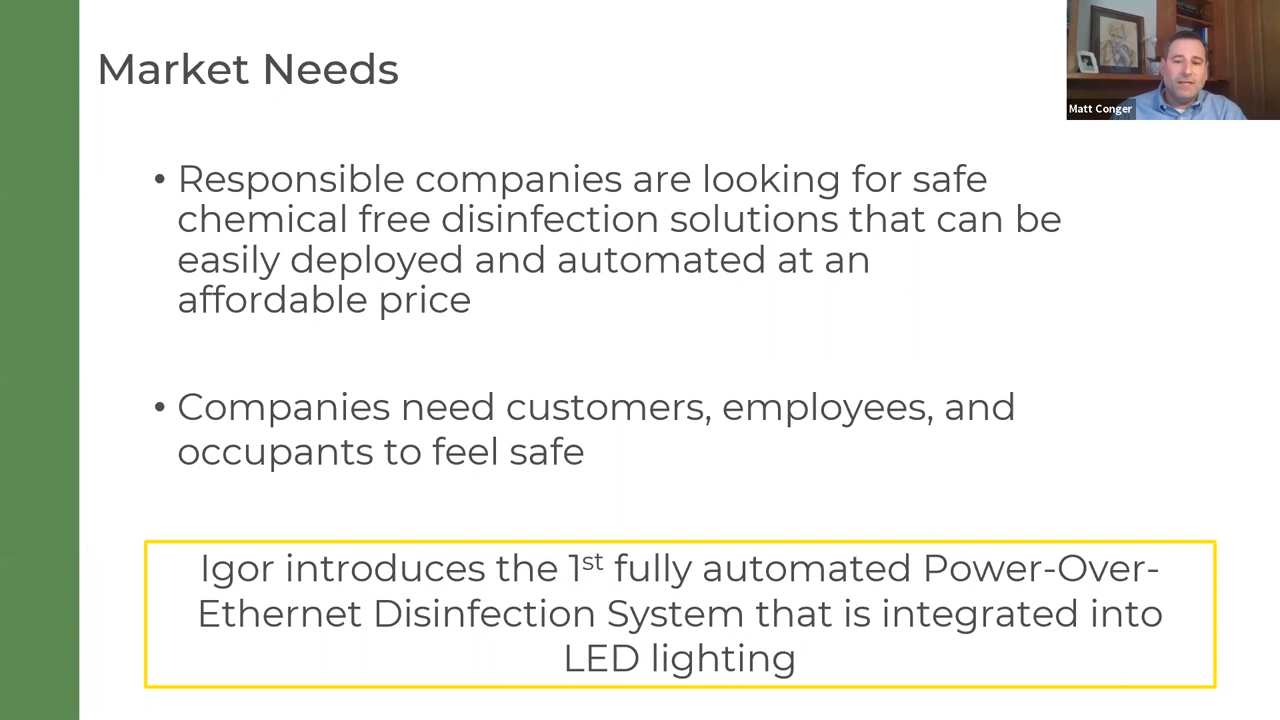 Market Needs
Matt Conger
• Responsible companies are looking for safe
chemical free disinfection solutions that can be
easily deployed and automated at an
affordable price
• Companies need customers, employees, and
occupants to feel safe
Igor introduces the 1st fully automated Power-Over-
Ethernet Disinfection System that is integrated into
LED lighting